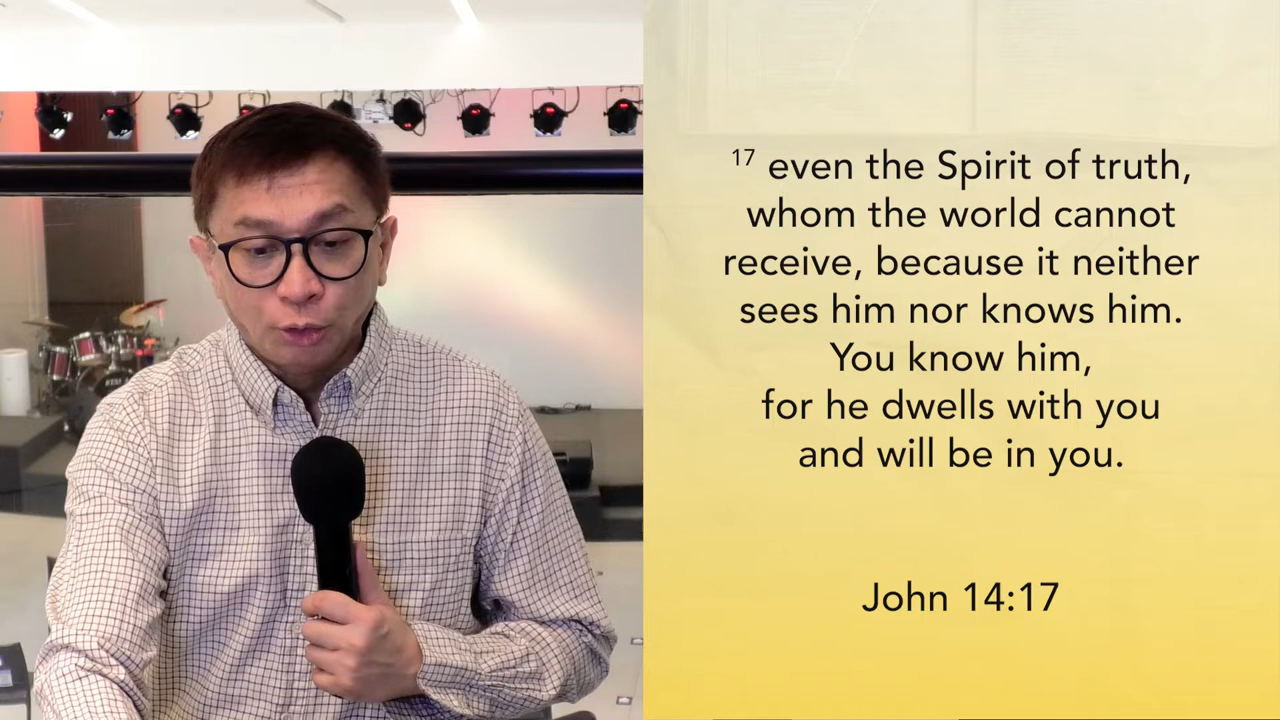 17 even the Spirit of truth,
whom the world cannot
receive, because it neither
sees him nor knows him.
You know him,
for he dwells with you
and will be in you.
John 14:17